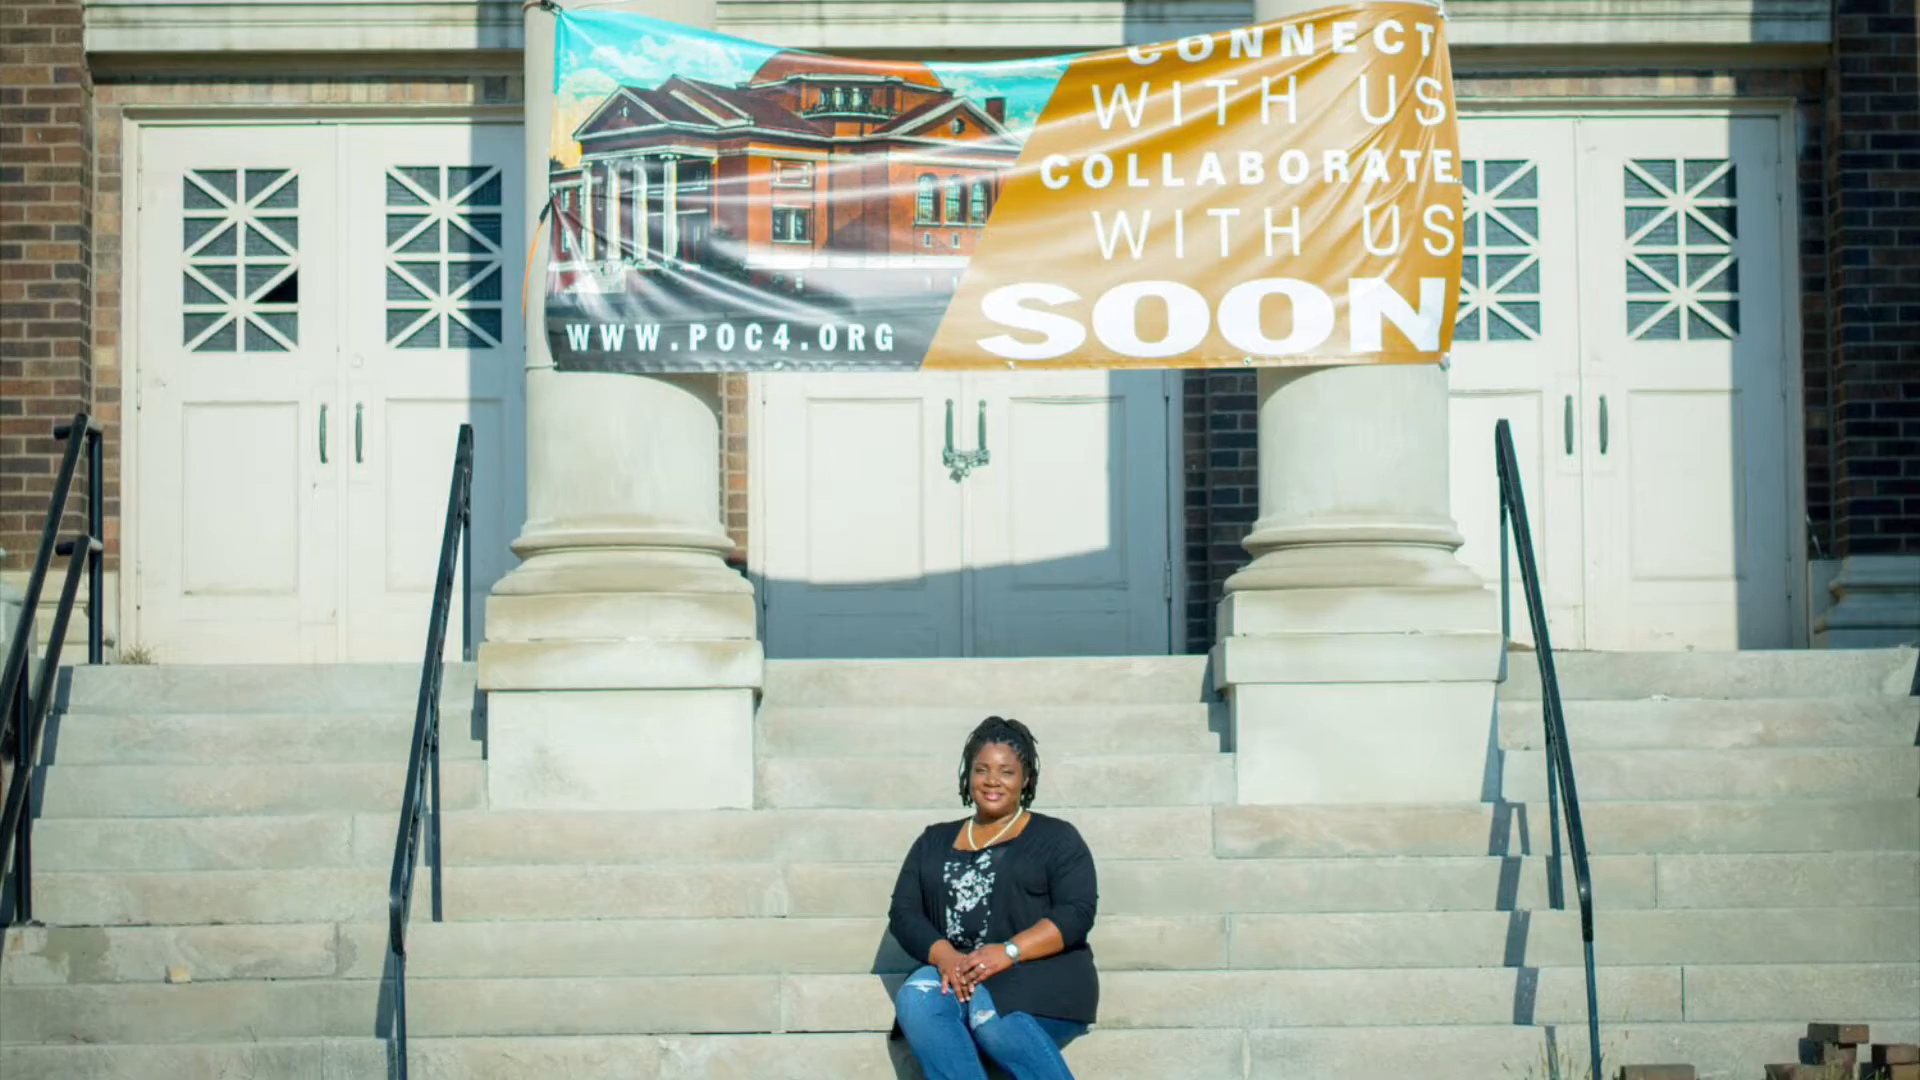 CONNECT
WITH US
COLLABORATE
WITH US
SOON
WWW.POC4.ORG